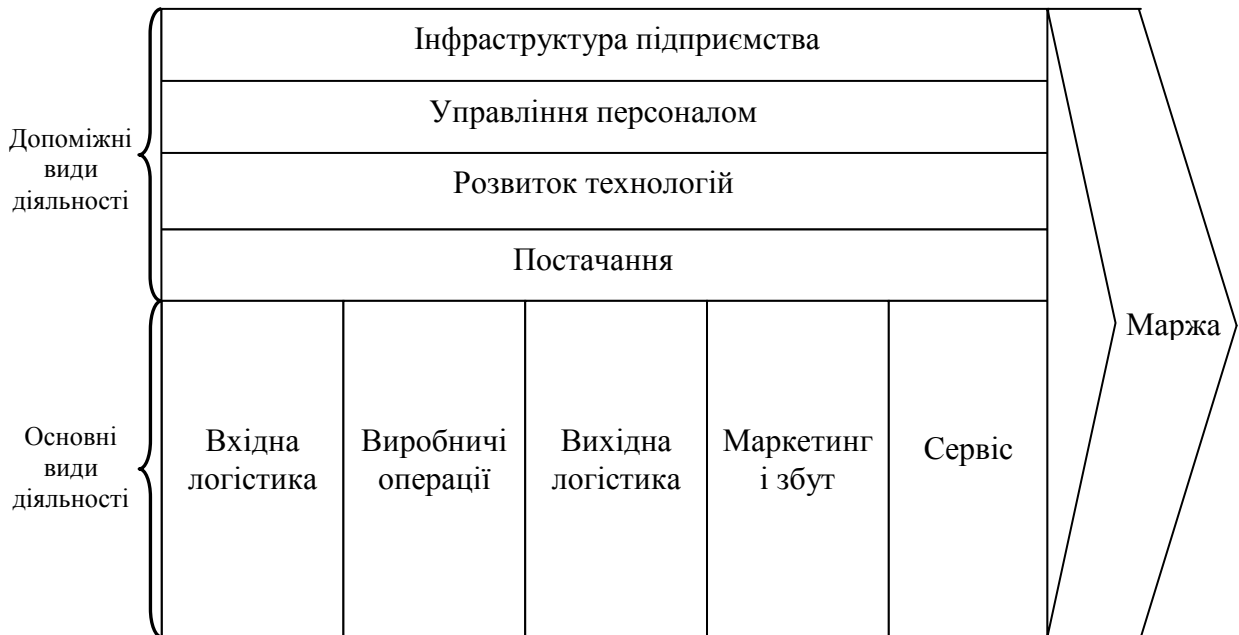 Інфраструктура підприємства
Управління персоналом
Розвиток технологій
Постачання
Допоміжні
види
діяльності
Основні
види
діяльності
Вхідна
логістика
Виробничі
операції
Вихідна
логістика
Маркетинг
і збут
Сервіс
Маржа